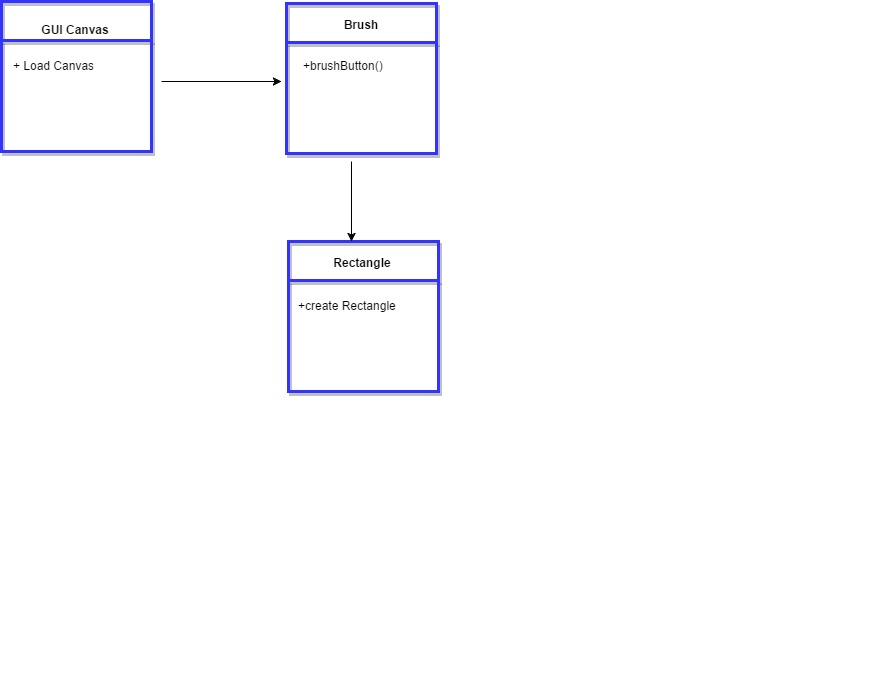 GUI Canvas
+ Load Canvas
Brush
+brushButton()
Rectangle
+create Rectangle